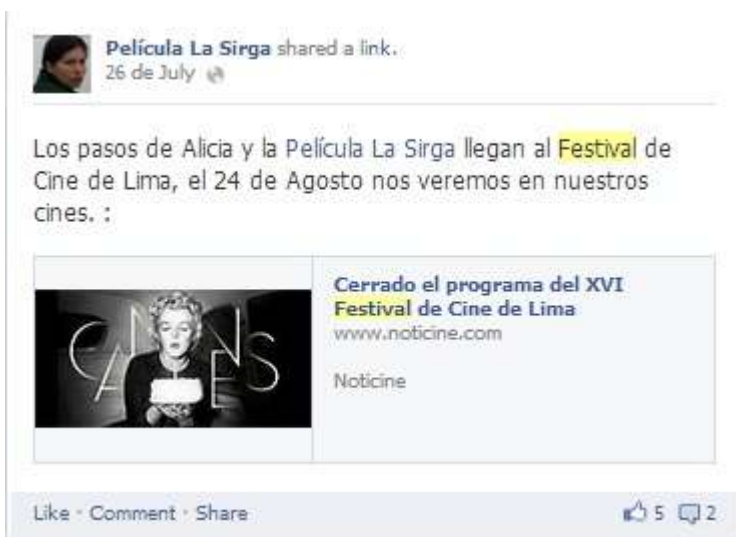 Película La Sirga shared a link.
26 de July
Los pasos de Alicia y la Película La Sirga llegan al Festival de
Cine de Lima, el 24 de Agosto nos veremos en nuestros
cines. :
CANNES
Cerrado el programa del XVI
Festival de Cine de Lima
www.noticine.com
Noticine
Like · Comment · Share
5 2